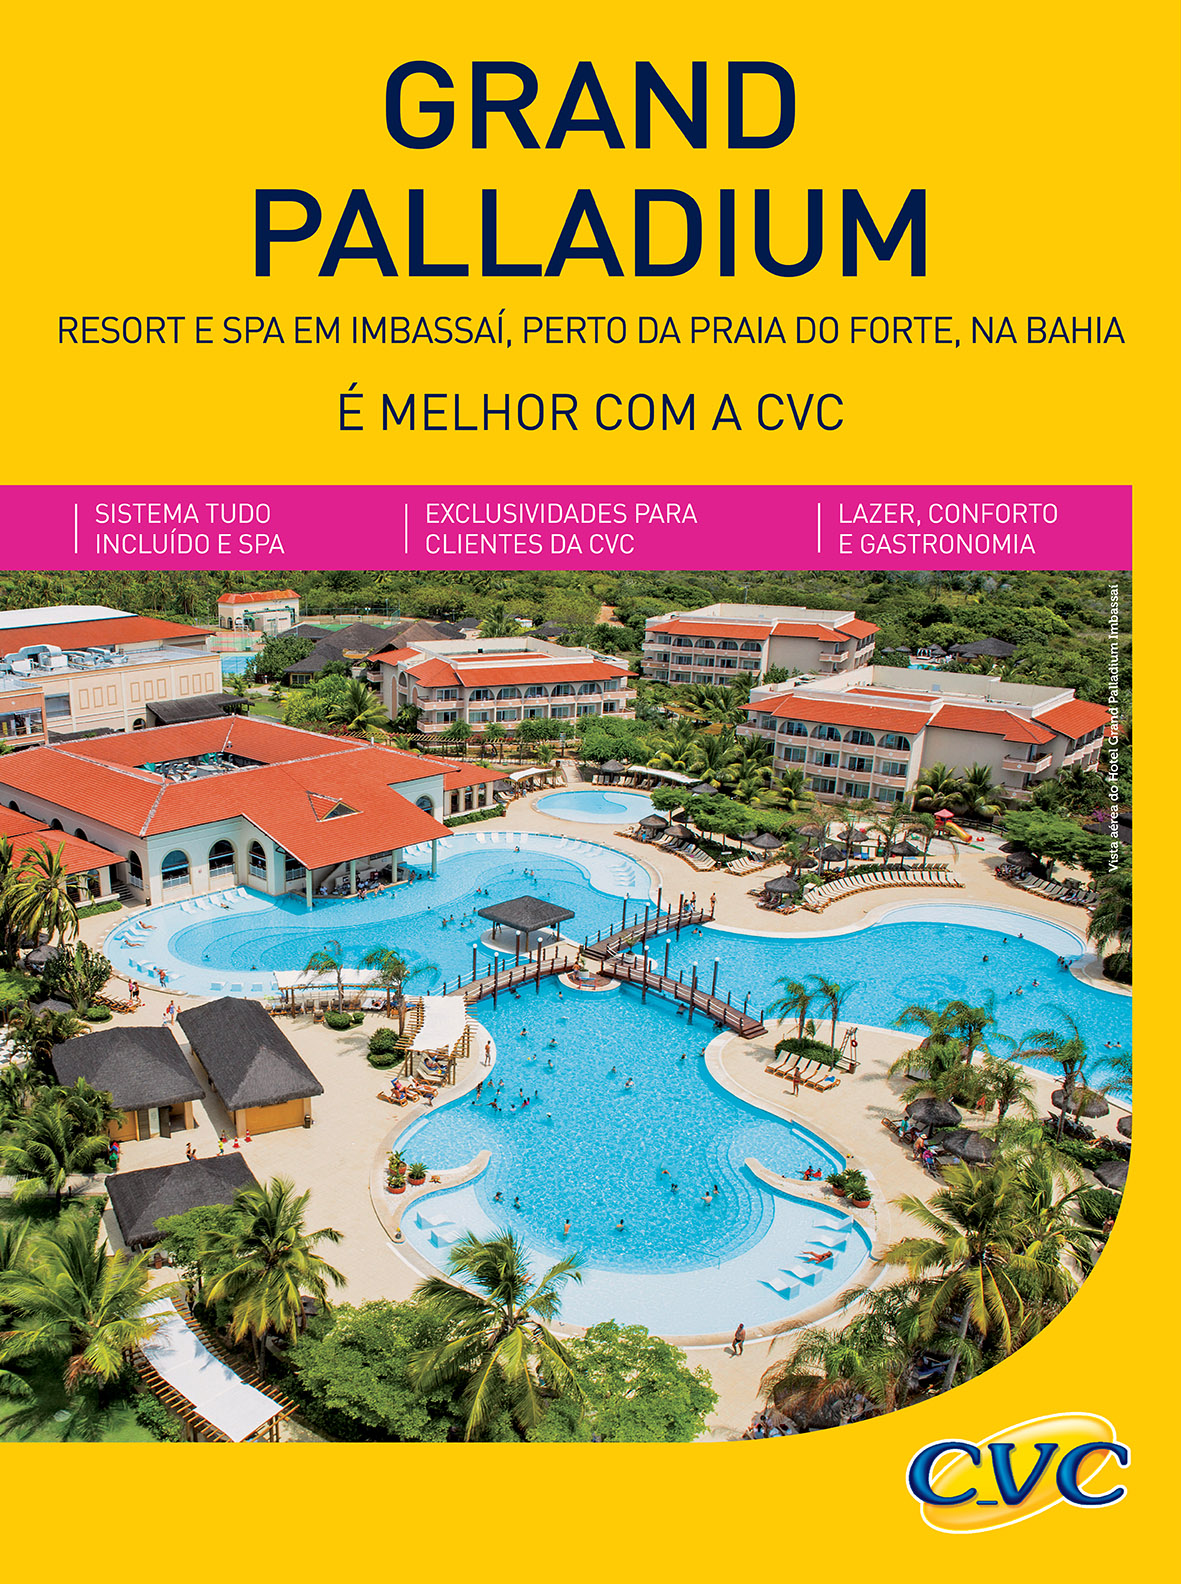 GRAND
PALLADIUM
RESORT E SPA EM IMBASSAÍ, PERTO DA PRAIA DO FORTE, NA BAHIA
É MELHOR COM A CVC
SISTEMA TUDO
INCLUÍDO E SPA
EXCLUSIVIDADES PARA
CLIENTES DA CVC
LAZER, CONFORTO
E GASTRONOMIA
Vista aérea do Hotel Grand Palladium Imbassaí
CVC